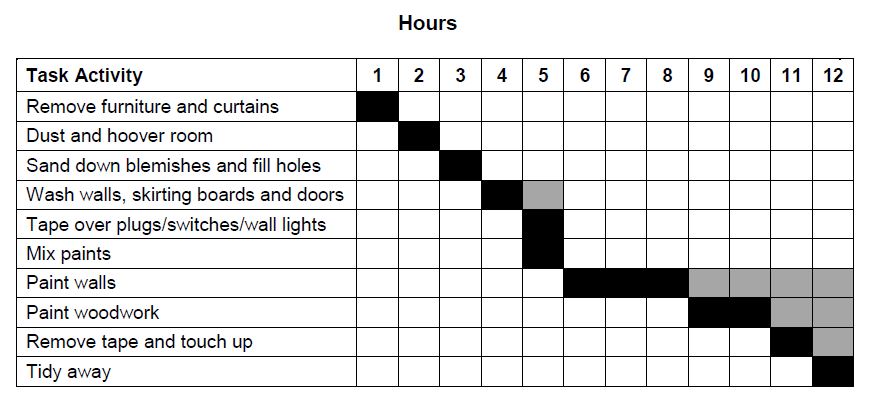 Hours
Task Activity 1 2 3 4 5 6 7 8 9 10 11 12
Remove furniture and curtains
Dust and hoover room
Sand down blemishes and fill holes
Wash walls, skirting boards and doors
Tape over plugs/switches/wall lights
Mix paints
Paint walls
Paint woodwork
Remove tape and touch up
Tidy away